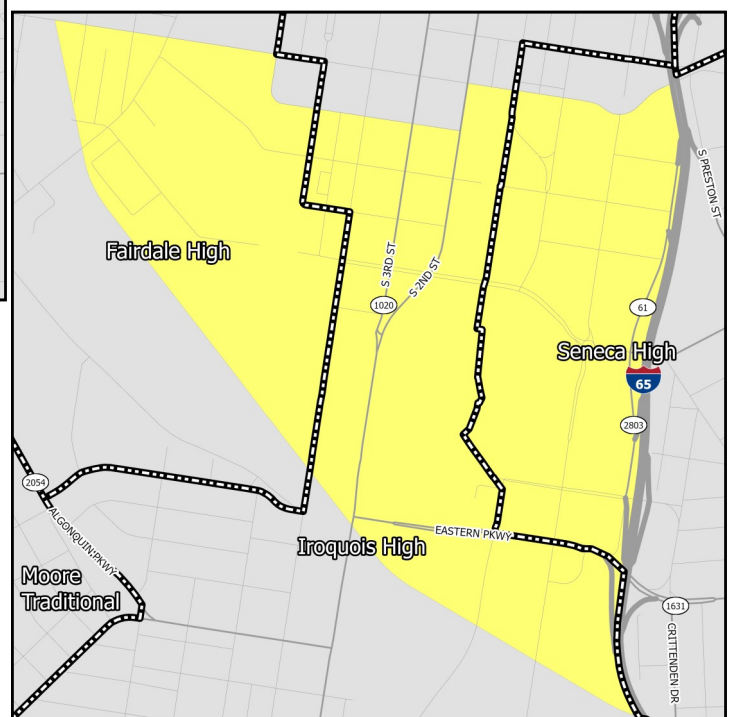 S PRESTON ST
Fairdale High
S 3RD ST
S 2ND ST
1020
61
Seneca High
65
2803
2054
ALGONQUIN PKWY
EASTERN PKWY
Iroquois High
Moore
Traditional
1631
CRITTENDEN DR